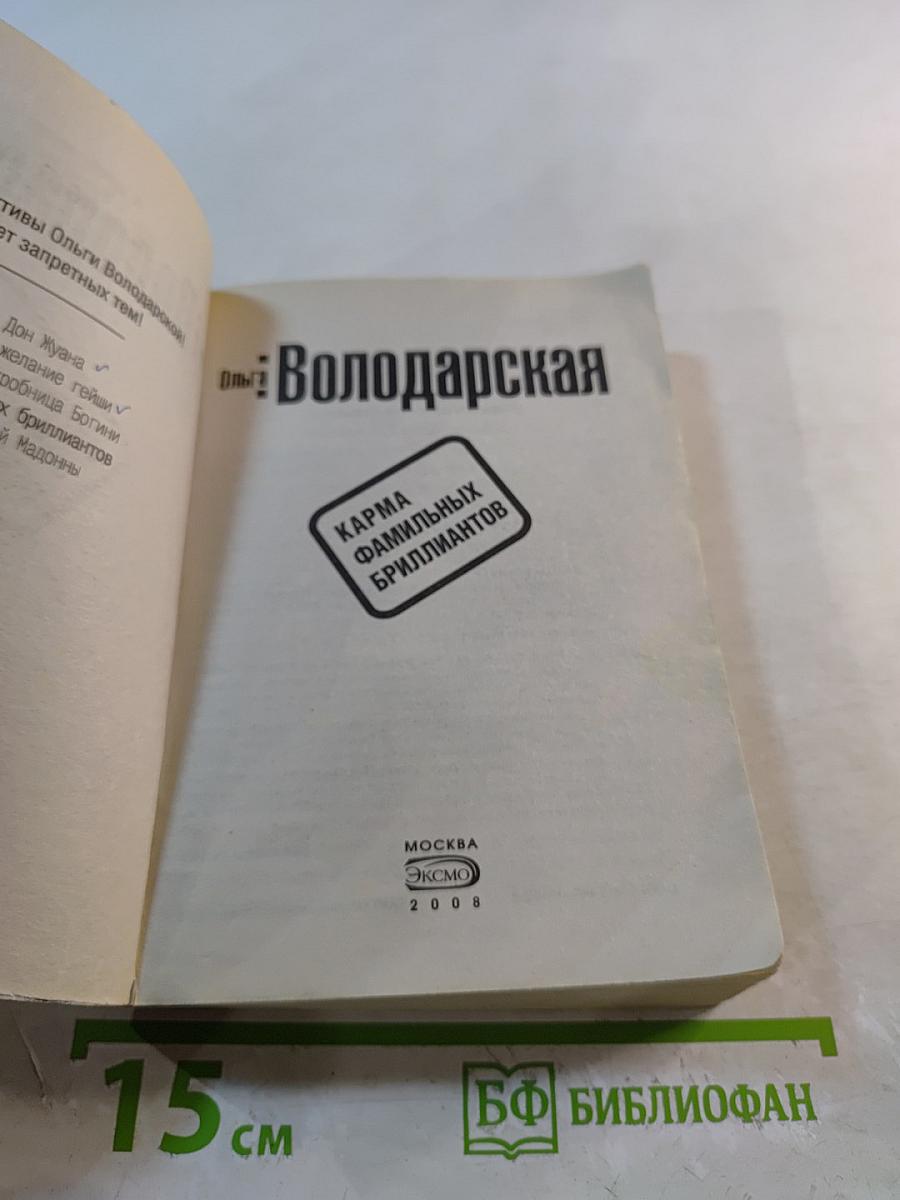 тивы Ольги Володарской!
ет запретных тем!
Дон Жуана
желание гейши
робница Богини
х бриллиантов
й Мадонны
Ольга Володарская
КАРМА
ФАМИЛЬНЫХ
БРИЛЛИАНТОВ
МОСКВА
ЭКСМО
2008
15 см
БФ БИБЛИОФАН